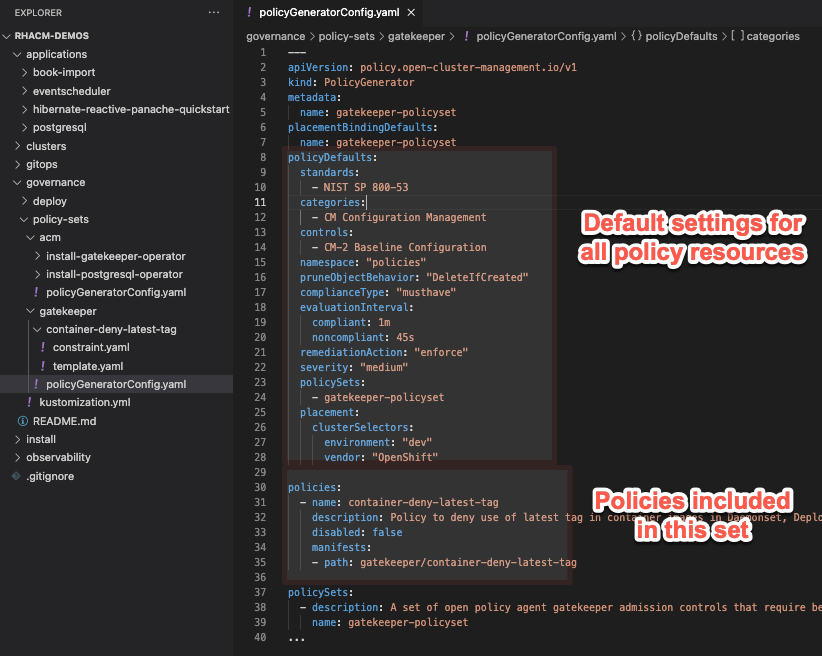 EXPLORER
...
RHACM-DEMOS
applications
book-import
eventscheduler
hibernate-reactive-panache-quickstart
postgresql
clusters
gitops
governance
deploy
policy-sets
acm
install-gatekeeper-operator
install-postgresql-operator
! policyGeneratorConfig.yaml
gatekeeper
container-deny-latest-tag
! constraint.yaml
! template.yaml
! policyGeneratorConfig.yaml
! kustomization.yml
README.md
install
observability
.gitignore
! policyGeneratorConfig.yaml ×
governance > policy-sets > gatekeeper > ! policyGeneratorConfig.yaml > {} policyDefaults > [ ] categories
1 ---
2 apiVersion: policy.open-cluster-management.io/v1
3 kind: PolicyGenerator
4 metadata:
5 name: gatekeeper-policyset
6 placementBindingDefaults:
7 name: gatekeeper-policyset
8 policyDefaults:
9 standards:
10 - NIST SP 800-53
11 categories:
12 - CM Configuration Management
13 controls:
14 - CM-2 Baseline Configuration
15 namespace: "policies"
16 pruneObjectBehavior: "DeleteIfCreated"
17 complianceType: "musthave"
18 evaluationInterval:
19 compliant: 1m
20 noncompliant: 45s
21 remediationAction: "enforce"
22 severity: "medium"
23 policySets:
24 - gatekeeper-policyset
25 placement:
26 clusterSelectors:
27 environment: "dev"
28 vendor: "OpenShift"
29
30 policies:
31 - name: container-deny-latest-tag
32 description: Policy to deny use of latest tag in container images in Daemonset, Deplo
33 disabled: false
34 manifests:
35 - path: gatekeeper/container-deny-latest-tag
36
37 policySets:
38 - description: A set of open policy agent gatekeeper admission controls that require be
39 name: gatekeeper-policyset
40 ...
Default settings for
all policy resources
Policies included
in this set